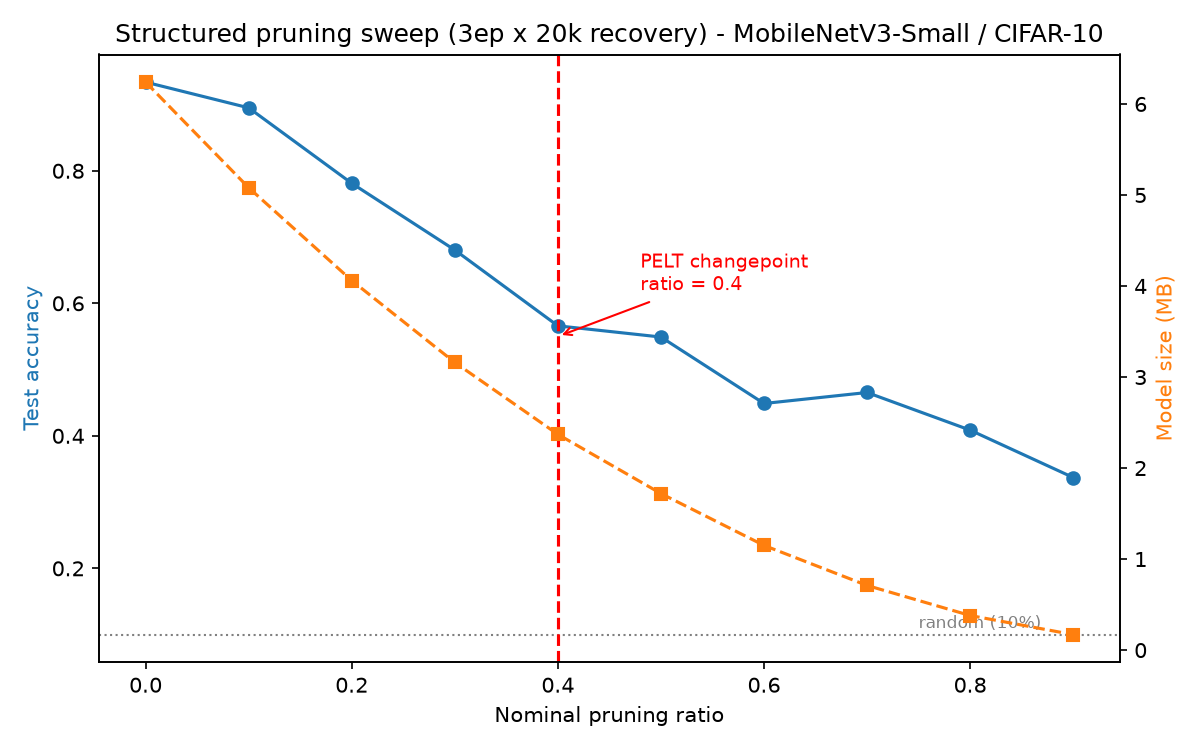 Structured pruning sweep (3ep x 20k recovery) - MobileNetV3-Small / CIFAR-10
Test accuracy
0.8
0.6
0.4
0.2
PELT changepoint
ratio = 0.4
random (10%)
6
5
4
3
2
1
0
Model size (MB)
0.0
0.2
0.4
0.6
0.8
Nominal pruning ratio